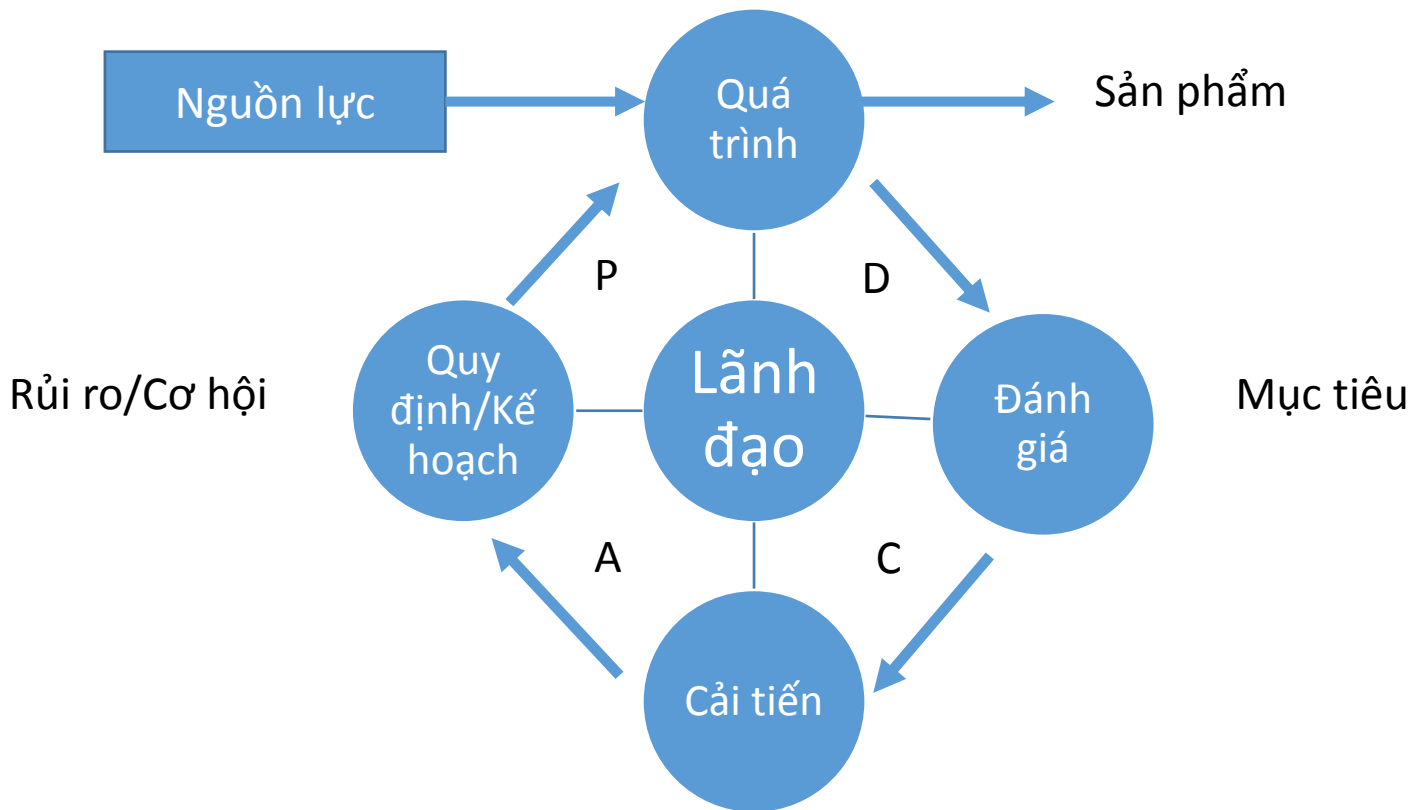 Nguồn lực
Quá
trình
Sản phẩm
P
D
Rủi ro/Cơ hội
Quy
định/Kế
hoạch
Lãnh
đạo
Đánh
giá
Mục tiêu
A
C
Cải tiến